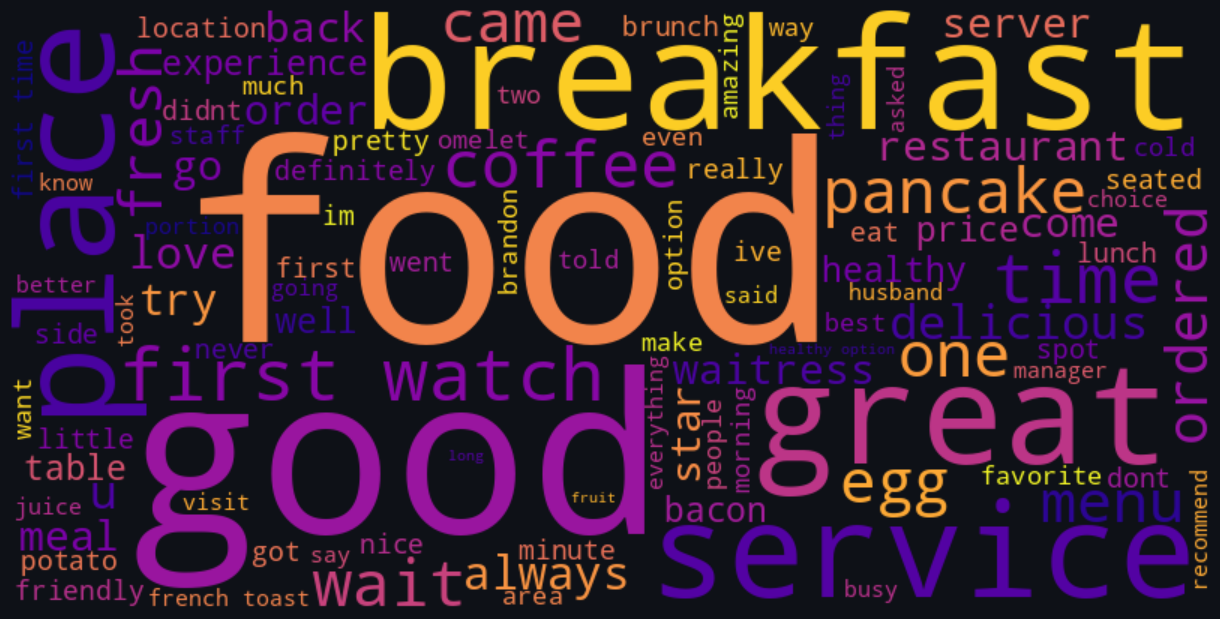 breakfast
food
good
great
service
place
first time
location
back
came
brunch
amazing
way
server
experience
much
two
thing
asked
fresh
didnt
order
staff
pretty
omelet
even
restaurant
cold
know
go
definitely
coffee
really
pancake
seated
choice
portion
im
brandon
option
eat
price
come
love
first
went
told
ive
healthy
lunch
time
ordered
better
took
try
going
said
husband
side
well
best
delicious
never
make
healthy option
one
spot
manager
first watch
waitress
want
everything
star
people
morning
little
long
table
u
visit
fruit
egg
favorite
dont
juice
bacon
menu
recommend
meal
potato
got
say
nice
minute
always
area
friendly
french toast
wait
busy